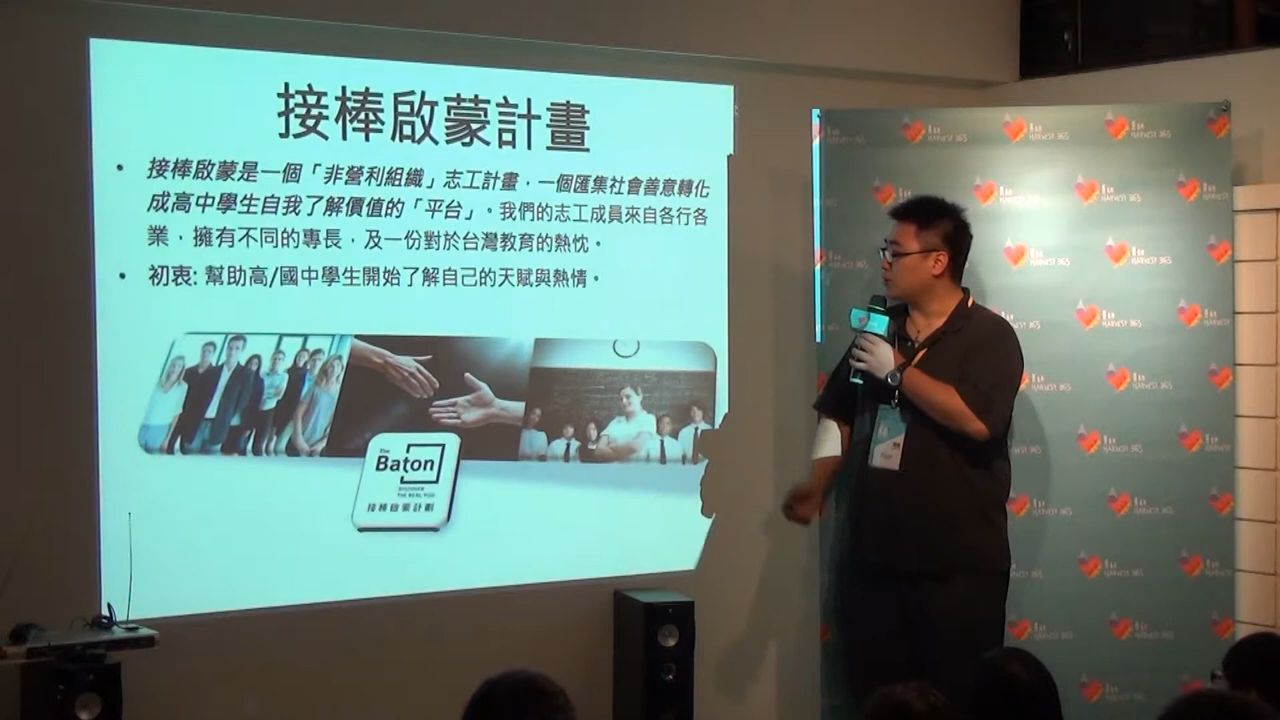 接棒啟蒙計畫
• 接棒啟蒙是一個「非營利組織」志工計畫，一個匯集社會善意轉化
成高中學生自我了解價值的「平台」。我們的志工成員來自各行各
業，擁有不同的專長，及一份對於台灣教育的熱忱。
• 初衷: 幫助高/國中學生開始了解自己的天賦與熱情。
The
Baton
DISCOVER
THE REAL YOU
接棒啟蒙計劃
HARVEST 365